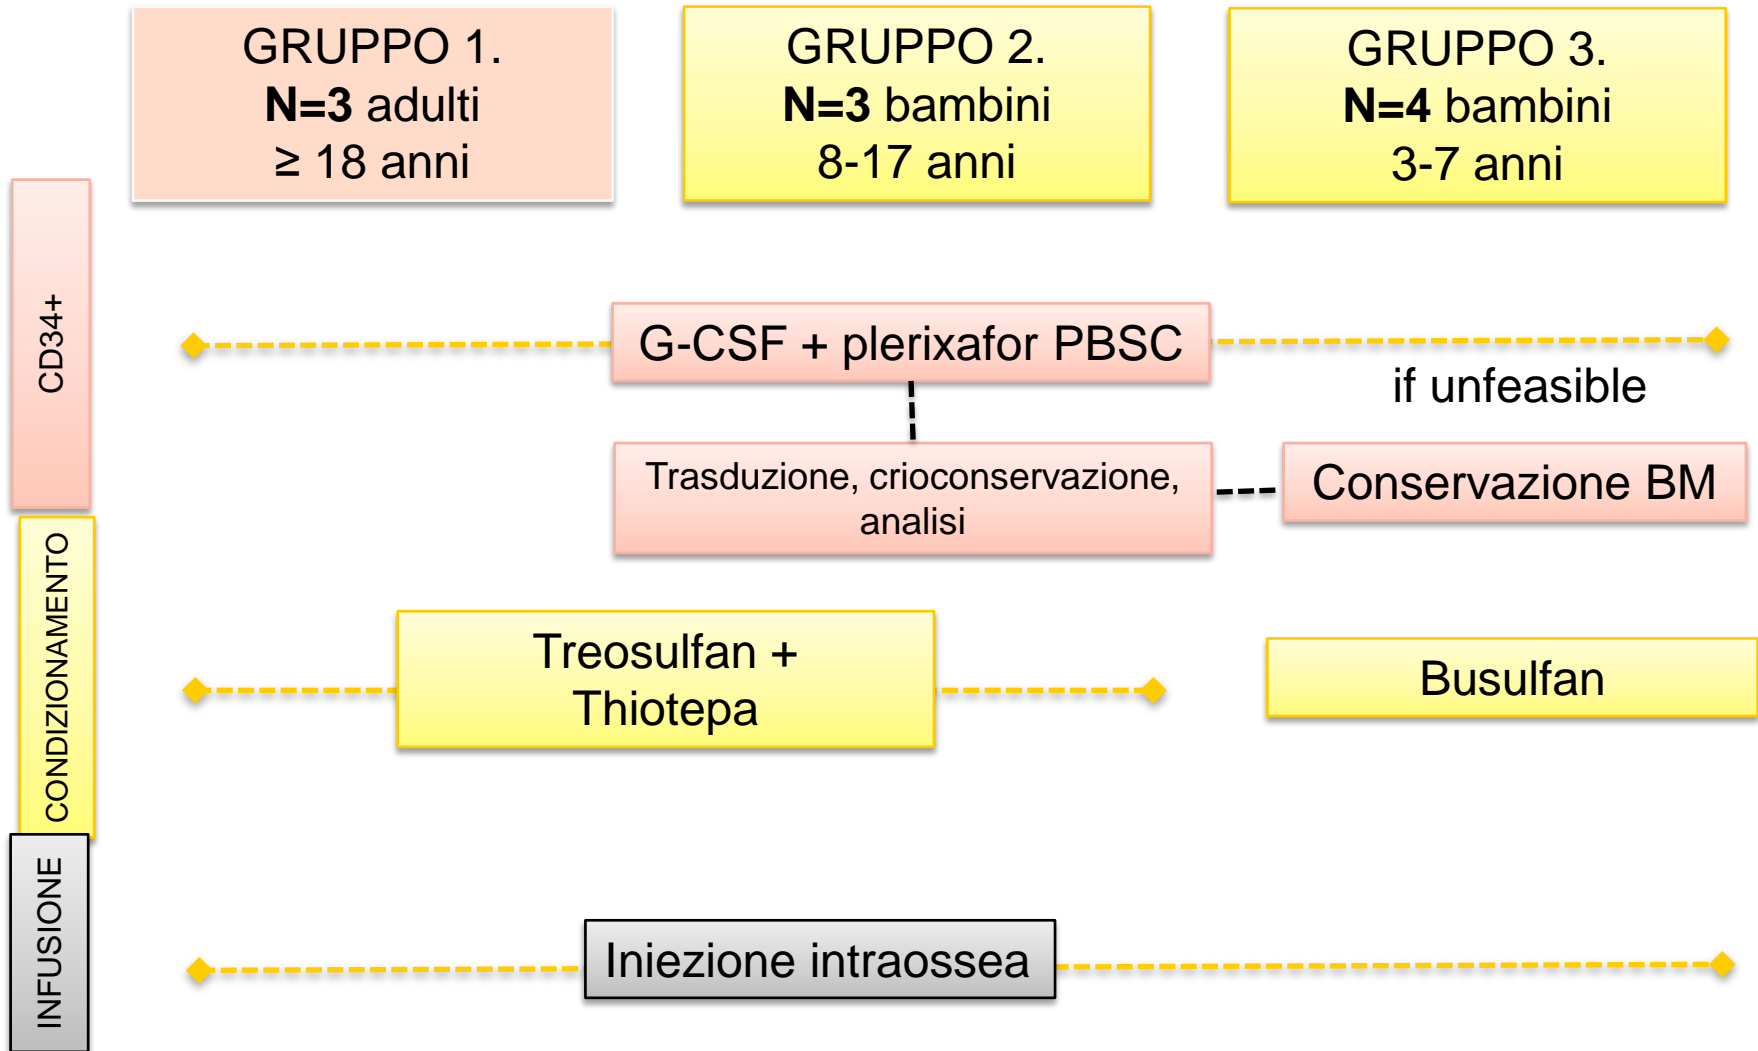 GRUPPO 1.
N=3 adulti
≥ 18 anni
GRUPPO 2.
N=3 bambini
8-17 anni
GRUPPO 3.
N=4 bambini
3-7 anni
CD34+
G-CSF + plerixafor PBSC
if unfeasible
Trasduzione, crioconservazione,
analisi
Conservazione BM
CONDIZIONAMENTO
Treosulfan +
Thiotepa
Busulfan
INFUSIONE
Iniezione intraossea